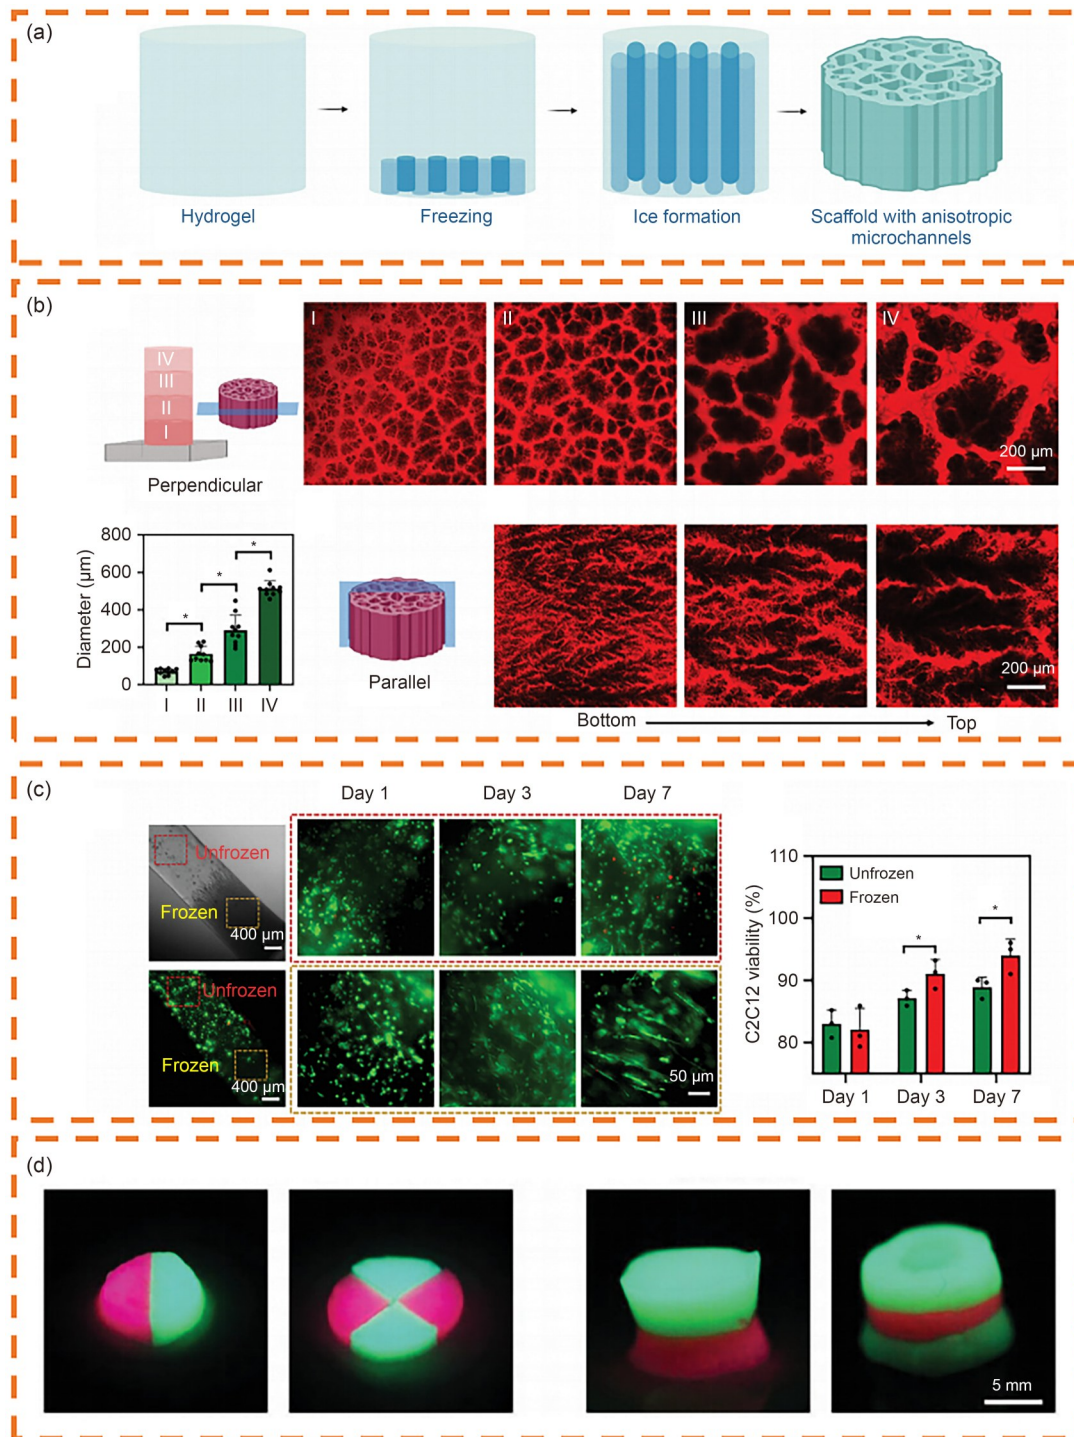 (a)
Hydrogel
Freezing
Ice formation
Scaffold with anisotropic
microchannels
(b)
IV
III
II
I
Perpendicular
I
II
III
IV
200 μm
Diameter (μm)
800
600
400
200
0
*
*
*
I
II
III
IV
Parallel
200 μm
Bottom
Top
(c)
Day 1
Day 3
Day 7
Unfrozen
Frozen
400 μm
Unfrozen
Frozen
400 μm
50 μm
C2C12 viability (%)
110
100
90
80
Unfrozen
Frozen
*
*
Day 1
Day 3
Day 7
(d)
5 mm